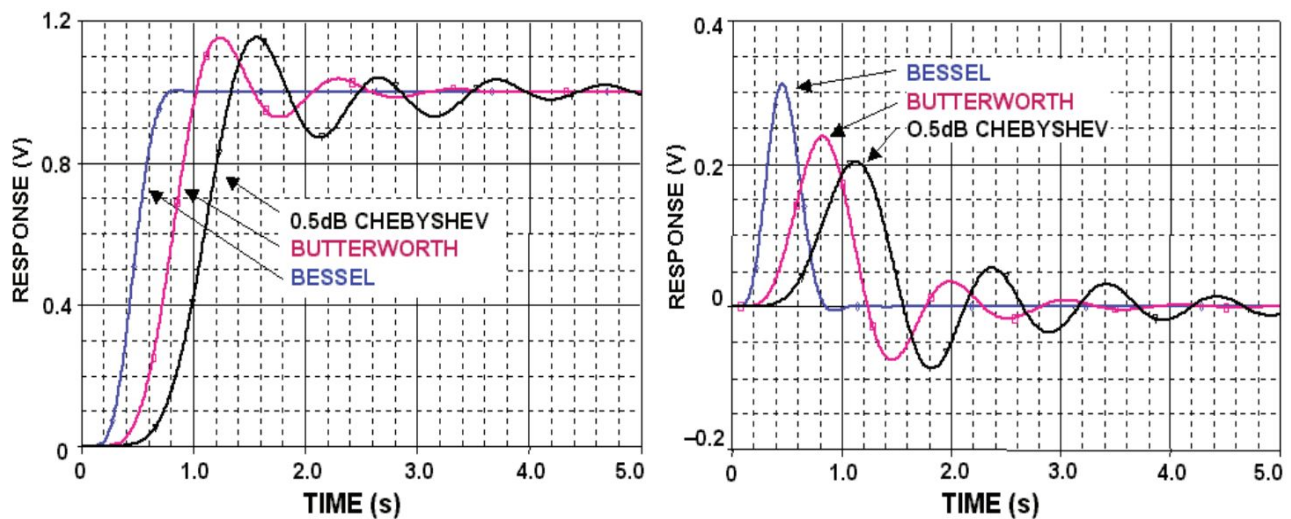 1.2
0.8
0.4
0
RESPONSE (V)
0.5dB CHEBYSHEV
BUTTERWORTH
BESSEL
0 1.0 2.0 3.0 4.0 5.0
TIME (s)
0.4
0.2
0
–0.2
RESPONSE (V)
BESSEL
BUTTERWORTH
O.5dB CHEBYSHEV
0 1.0 2.0 3.0 4.0 5.0
TIME (s)